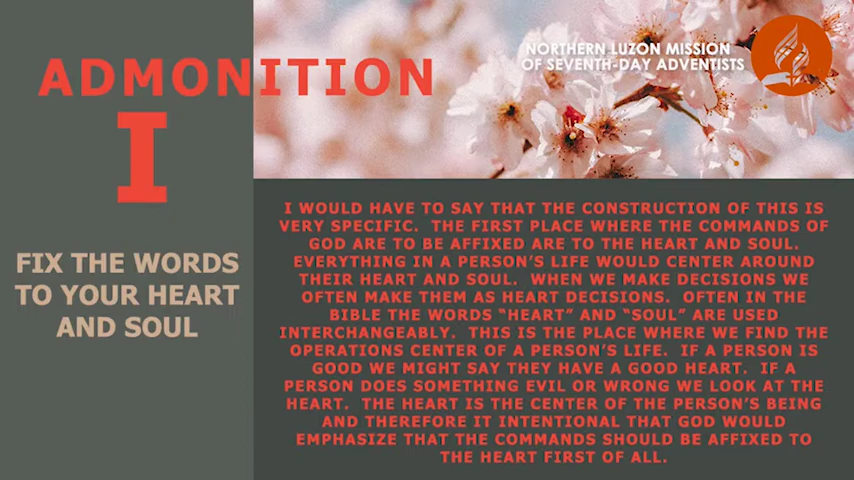 NORTHERN LUZON MISSION
OF SEVENTH-DAY ADVENTISTS
ADMONITION
I
FIX THE WORDS
TO YOUR HEART
AND SOUL
I WOULD HAVE TO SAY THAT THE CONSTRUCTION OF THIS IS
VERY SPECIFIC. THE FIRST PLACE WHERE THE COMMANDS OF
GOD ARE TO BE AFFIXED ARE TO THE HEART AND SOUL.
EVERYTHING IN A PERSON'S LIFE WOULD CENTER AROUND
THEIR HEART AND SOUL. WHEN WE MAKE DECISIONS WE
OFTEN MAKE THEM AS HEART DECISIONS. OFTEN IN THE
BIBLE THE WORDS “HEART” AND “SOUL” ARE USED
INTERCHANGEABLY. THIS IS THE PLACE WHERE WE FIND THE
OPERATIONS CENTER OF A PERSON'S LIFE. IF A PERSON IS
GOOD WE MIGHT SAY THEY HAVE A GOOD HEART. IF A
PERSON DOES SOMETHING EVIL OR WRONG WE LOOK AT THE
HEART. THE HEART IS THE CENTER OF THE PERSON'S BEING
AND THEREFORE IT INTENTIONAL THAT GOD WOULD
EMPHASIZE THAT THE COMMANDS SHOULD BE AFFIXED TO
THE HEART FIRST OF ALL.